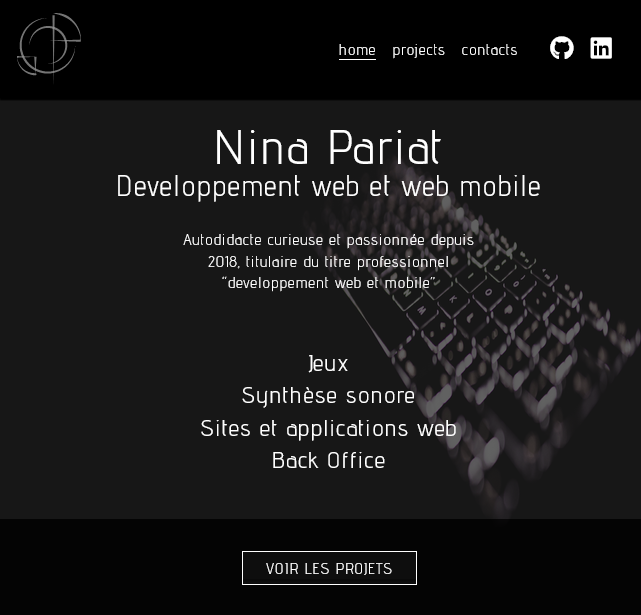 home projects contacts
Nina Pariat
Developpement web et web mobile
Autodidacte curieuse et passionnée depuis
2018, titulaire du titre professionnel
“developpement web et mobile”
Jeux
Synthèse sonore
Sites et applications web
Back Office
VOIR LES PROJETS